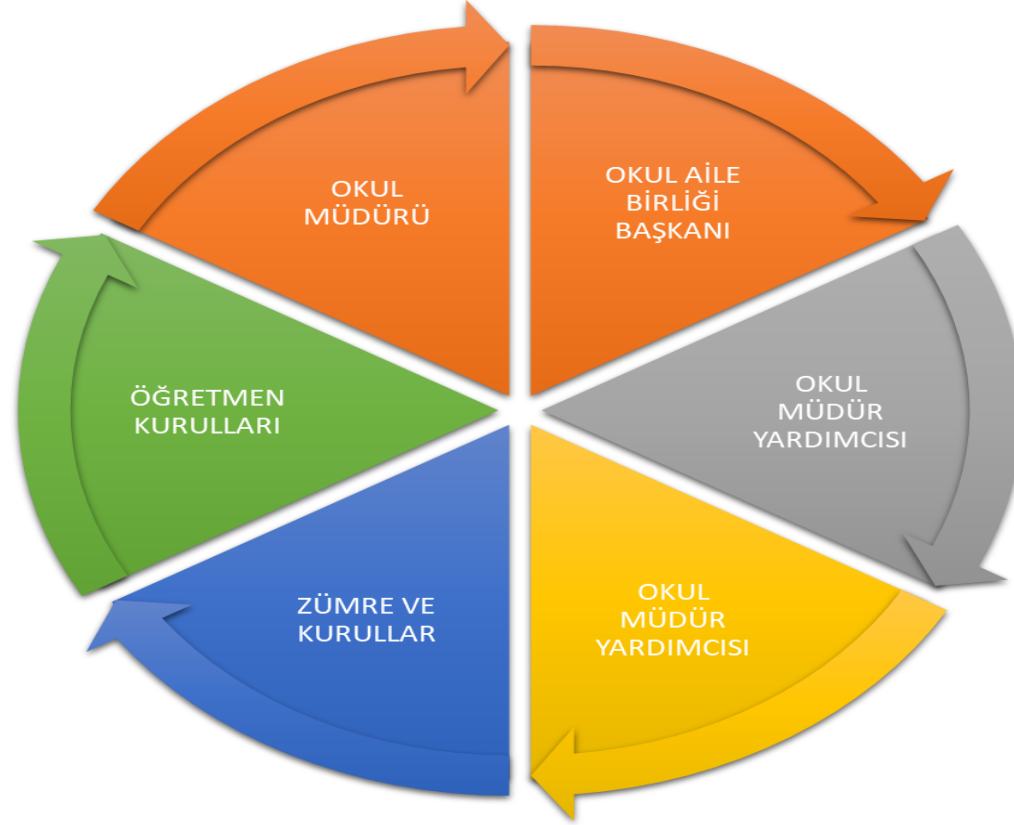 OKUL
MÜDÜRÜ
OKUL AİLE
BİRLİĞİ
BAŞKANI
OKUL
MÜDÜR
YARDIMCISI
OKUL
MÜDÜR
YARDIMCISI
ZÜMRE VE
KURULLAR
ÖĞRETMEN
KURULLARI